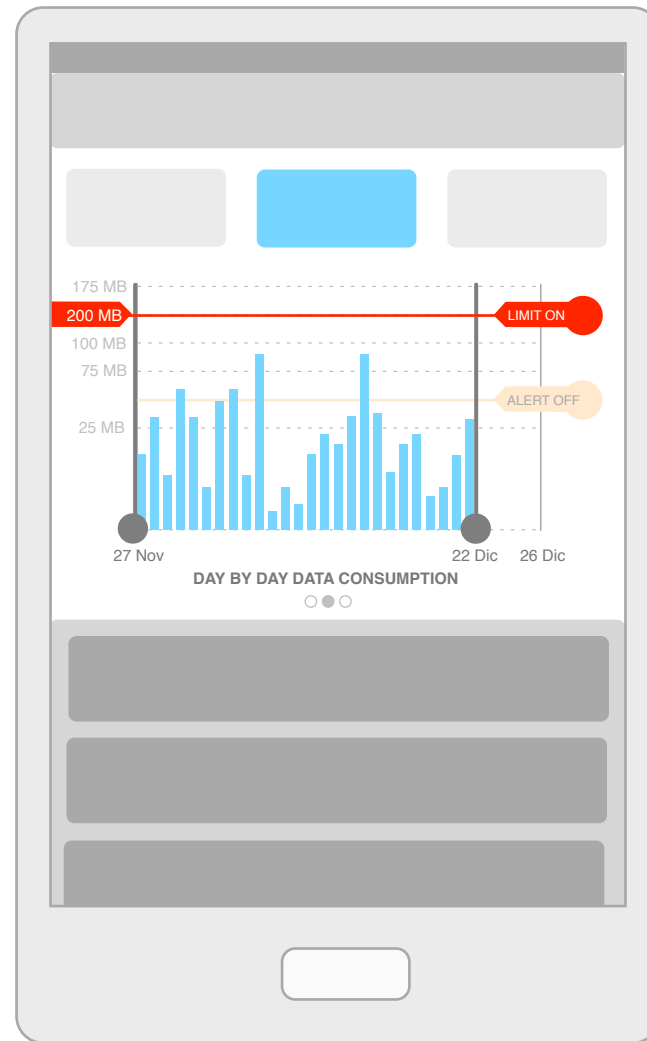 175 MB
200 MB LIMIT ON
100 MB
75 MB
ALERT OFF
25 MB
27 Nov 22 Dic 26 Dic
DAY BY DAY DATA CONSUMPTION